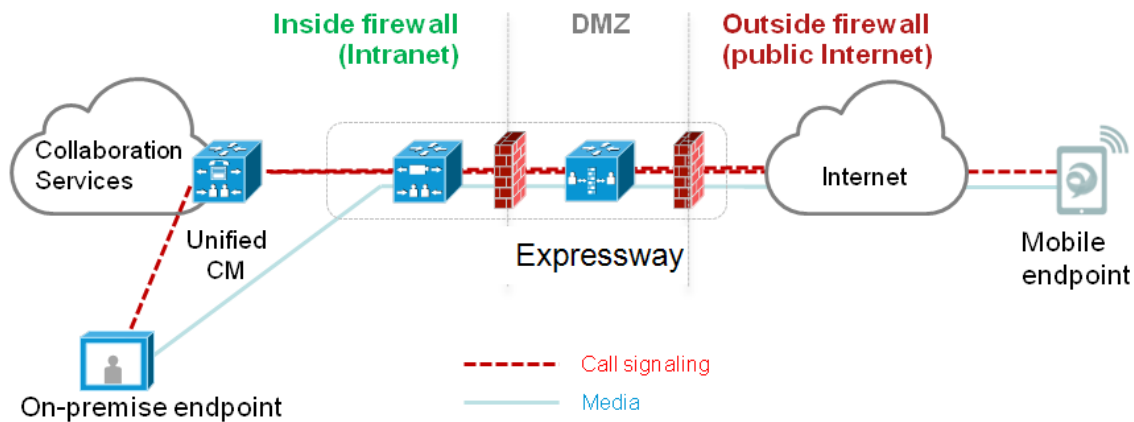 Inside firewall
(Intranet)
DMZ
Outside firewall
(public Internet)
Collaboration
Services
Internet
Unified
CM
Expressway
Mobile
endpoint
On-premise endpoint
Call signaling
Media